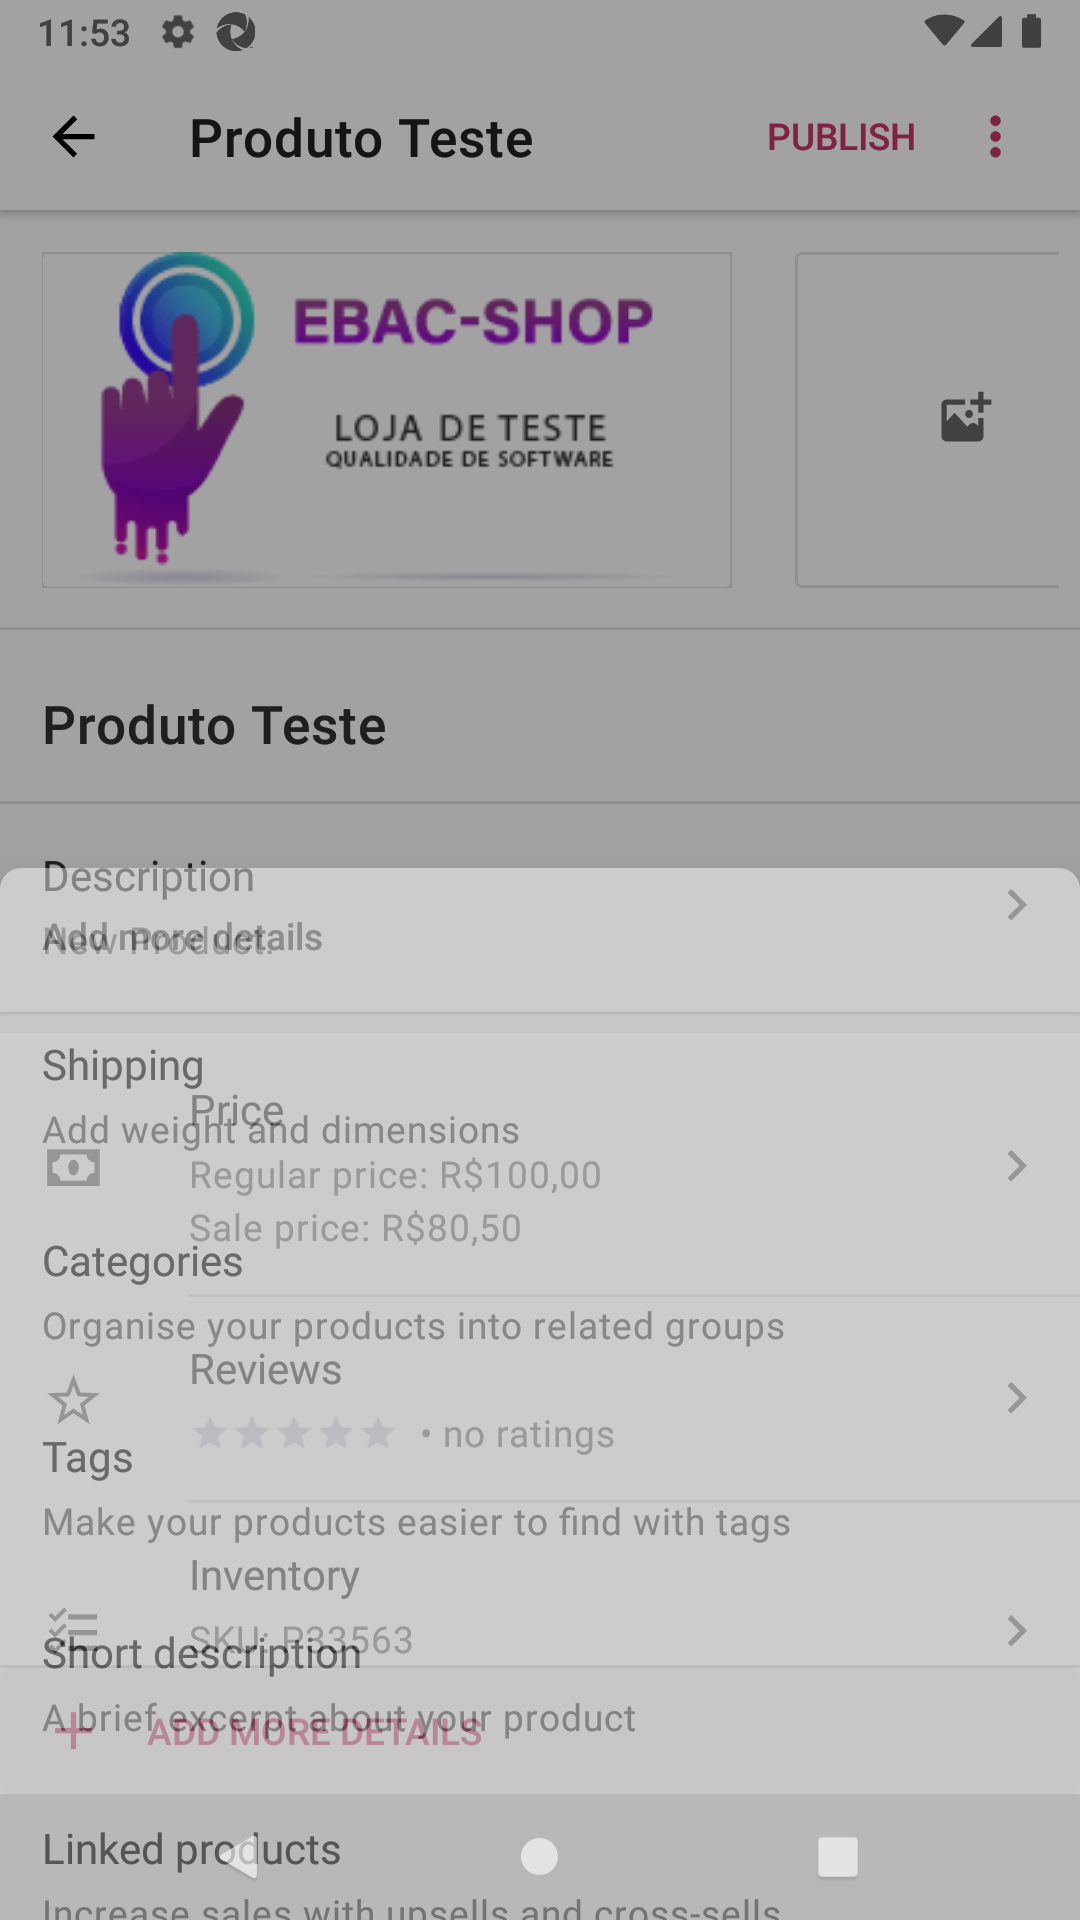 11:53
Produto Teste
PUBLISH
EBAC-SHOP
LOJA DE TESTE
QUALIDADE DE SOFTWARE
Produto Teste
Description
New Product.
Add more details
Shipping
Price
Add weight and dimensions
Regular price: R$100,00
Sale price: R$80,50
Categories
Organise your products into related groups
Reviews
• no ratings
Tags
Make your products easier to find with tags
Inventory
SKU: P33563
Short description
A brief excerpt about your product
ADD MORE DETAILS
Linked products
Increase sales with upsells and cross-sells